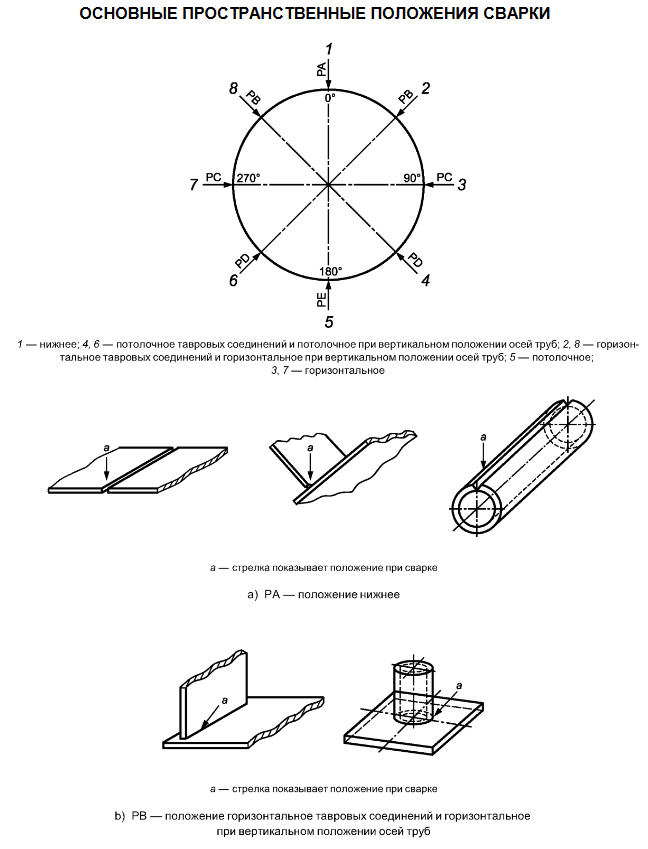 ОСНОВНЫЕ ПРОСТРАНСТВЕННЫЕ ПОЛОЖЕНИЯ СВАРКИ
1
PA
0°
8
PB
PB
2
7
PC
270°
90°
PC
3
PD
6
180°
PD
4
PE
5
1 — нижнее; 4, 6 — потолочное тавровых соединений и потолочное при вертикальном положении осей труб; 2, 8 — горизон-
тальное тавровых соединений и горизонтальное при вертикальном положении осей труб; 5 — потолочное;
3, 7 — горизонтальное
a
a
a
a — стрелка показывает положение при сварке
a) PA — положение нижнее
a
a
a — стрелка показывает положение при сварке
b) PB — положение горизонтальное тавровых соединений и горизонтальное
при вертикальном положении осей труб